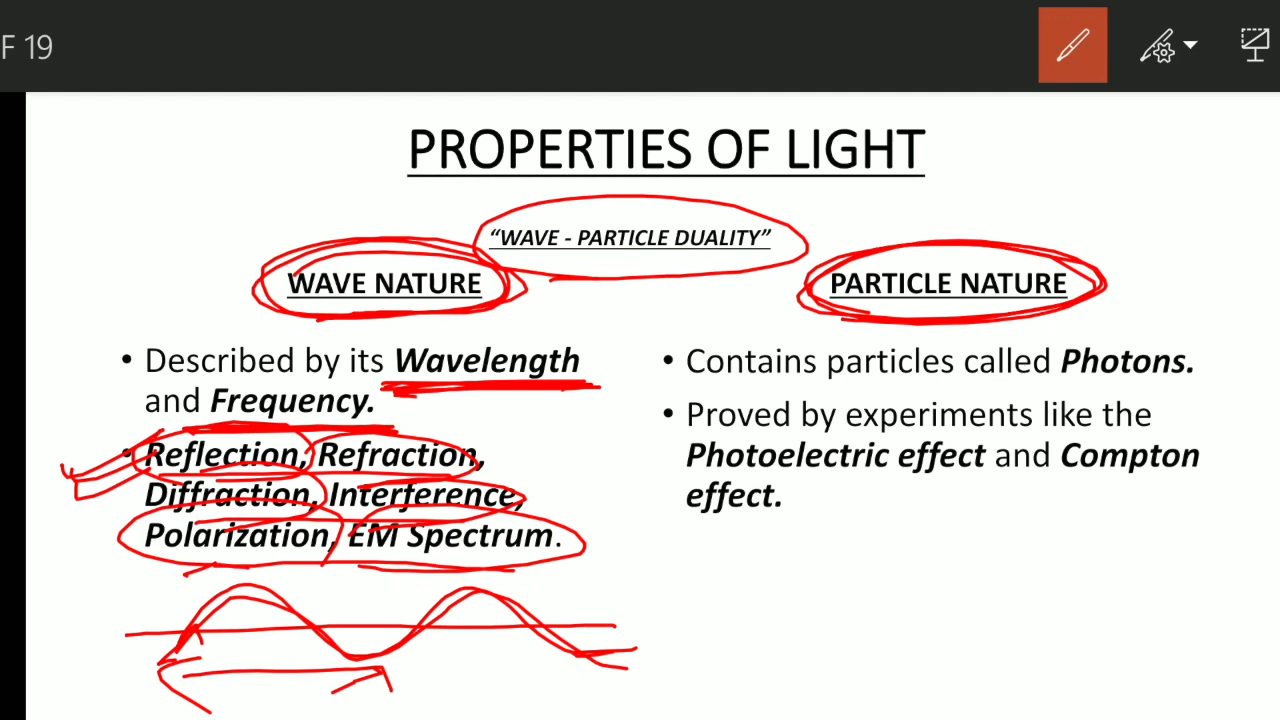 F 19
PROPERTIES OF LIGHT
“WAVE - PARTICLE DUALITY”
WAVE NATURE
• Described by its Wavelength
and Frequency.
• Reflection, Refraction,
Diffraction, Interference,
Polarization, EM Spectrum.
PARTICLE NATURE
• Contains particles called Photons.
• Proved by experiments like the
Photoelectric effect and Compton
effect.